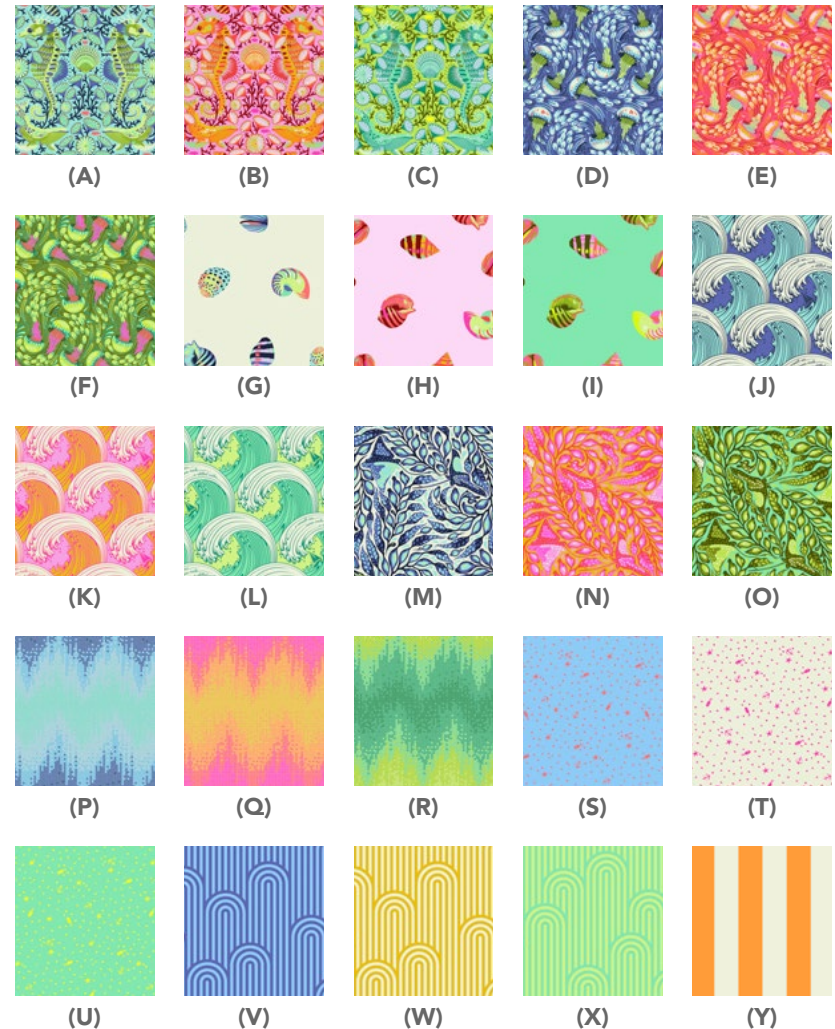 (A) (B) (C) (D) (E)
(F) (G) (H) (I) (J)
(K) (L) (M) (N) (O)
(P) (Q) (R) (S) (T)
(U) (V) (W) (X) (Y)